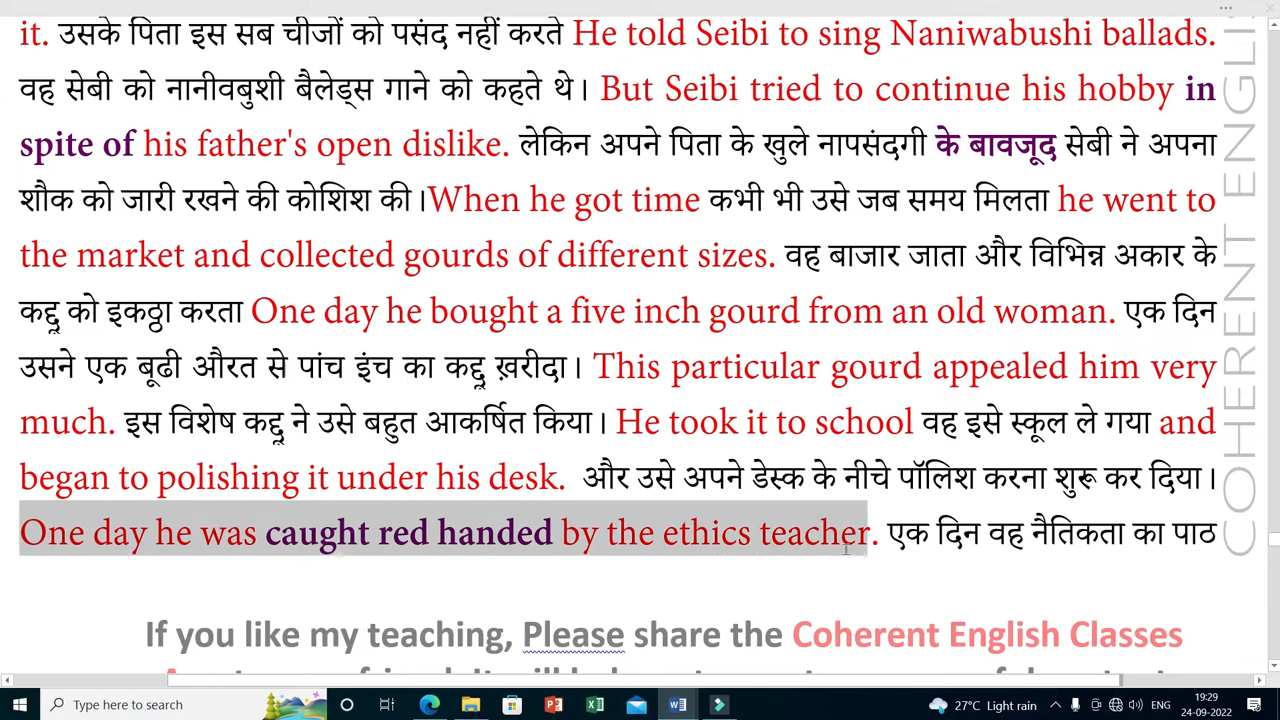 it. उसके पिता इस सब चीजों को पसंद नहीं करते He told Seibi to sing Naniwabushi ballads.
वह सेबी को नानीवबुशी बैलेड्स गाने को कहते थे। But Seibi tried to continue his hobby in
spite of his father's open dislike. लेकिन अपने पिता के खुले नापसंदगी के बावजूद सेबी ने अपना
शौक को जारी रखने की कोशिश की।When he got time कभी भी उसे जब समय मिलता he went to
the market and collected gourds of different sizes. वह बाजार जाता और विभिन्न अकार के
कद्दू को इकठ्ठा करता One day he bought a five inch gourd from an old woman. एक दिन
उसने एक बूढी औरत से पांच इंच का कद्दू ख़रीदा। This particular gourd appealed him very
much. इस विशेष कद्दू ने उसे बहुत आकर्षित किया। He took it to school वह इसे स्कूल ले गया and
began to polishing it under his desk. और उसे अपने डेस्क के नीचे पॉलिश करना शुरू कर दिया।
One day he was caught red handed by the ethics teacher. एक दिन वह नैतिकता का पाठ
If you like my teaching, Please share the Coherent English Classes
COHERENT ENGLI
Type here to search
27°C Light rain
ENG
19:29
24-09-2022